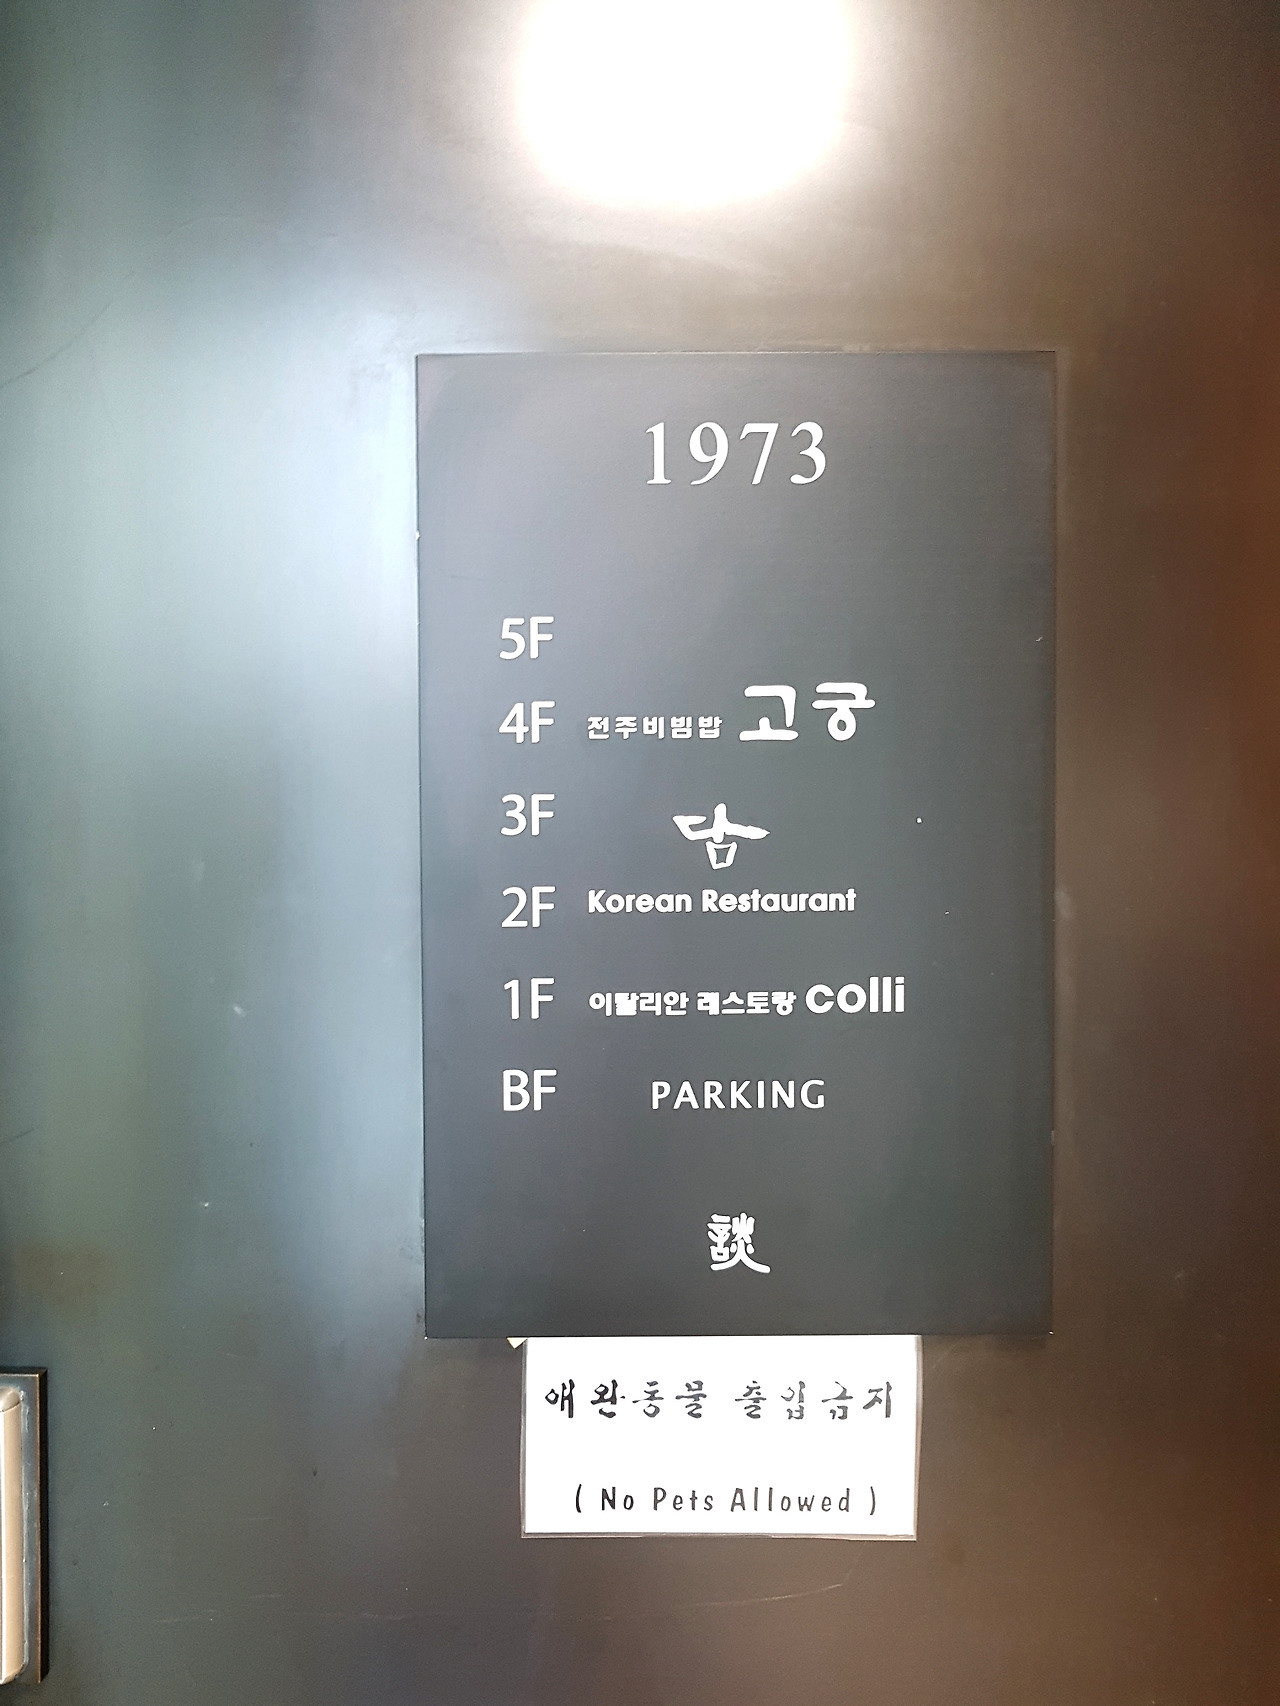 1973
5F
4F 전주비빔밥 고궁
3F 담
2F Korean Restaurant
1F 이탈리안 레스토랑 colli
BF PARKING
談
애완동물 출입금지
( No Pets Allowed )